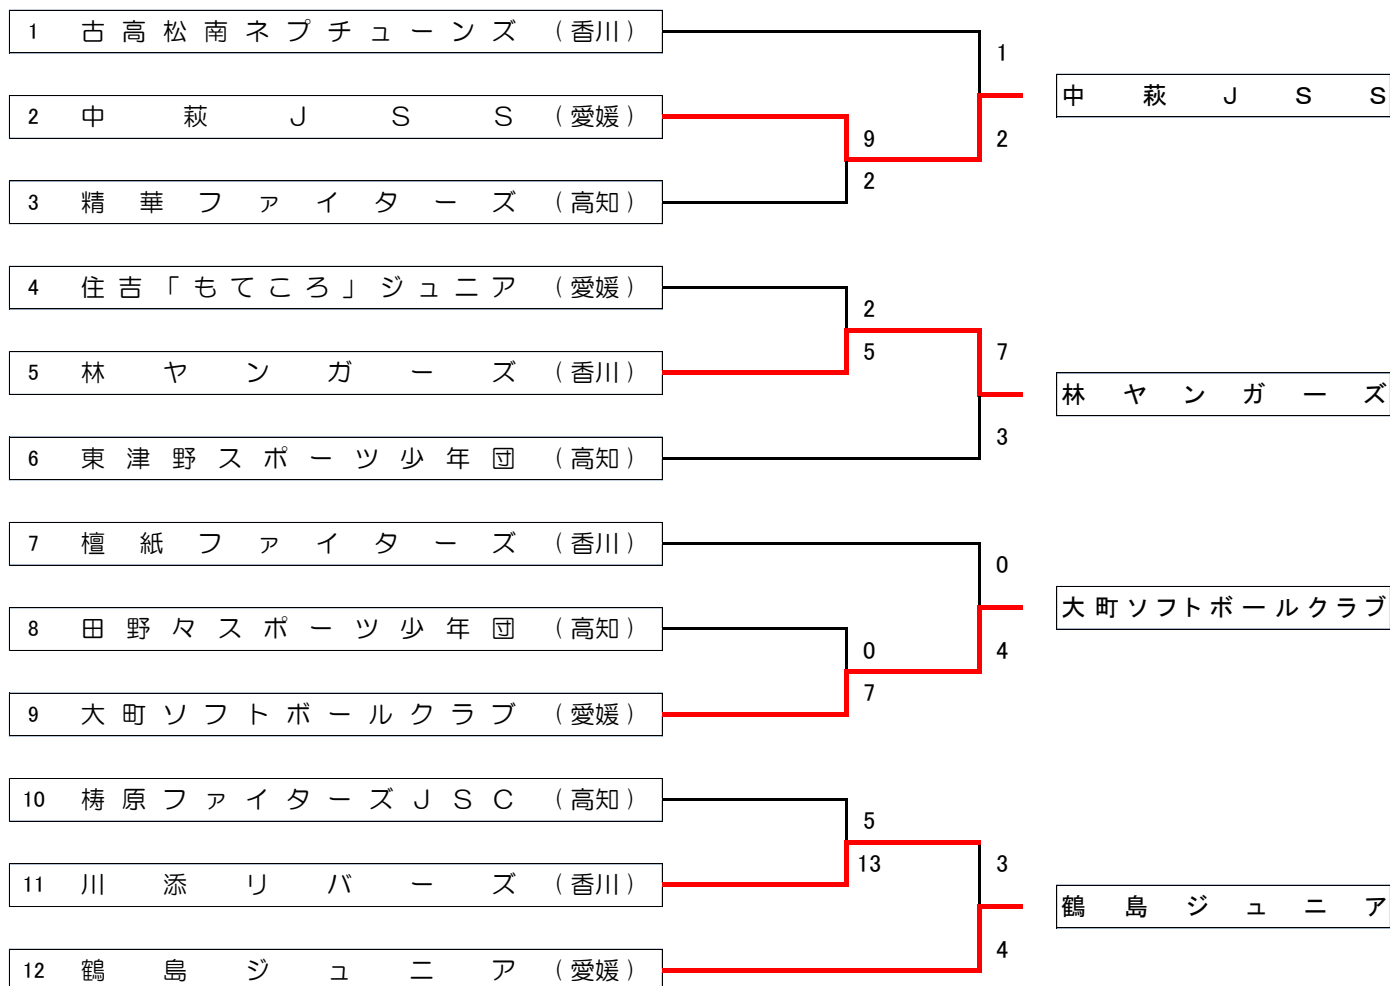 1 古高松南ネプチューンズ (香川)
1
中萩JSS
2 中萩JSS (愛媛)
9
2
2
3 精華ファイターズ (高知)
4 住吉「もてころ」ジュニア (愛媛)
2
5
7
5 林ヤンガーズ (香川)
林ヤンガーズ
3
6 東津野スポーツ少年団 (高知)
7 檀紙ファイターズ (香川)
0
大町ソフトボールクラブ
8 田野々スポーツ少年団 (高知)
0
4
7
9 大町ソフトボールクラブ (愛媛)
10 梼原ファイターズJSC (高知)
5
13
3
11 川添リバーズ (香川)
鶴島ジュニア
4
12 鶴島ジュニア (愛媛)